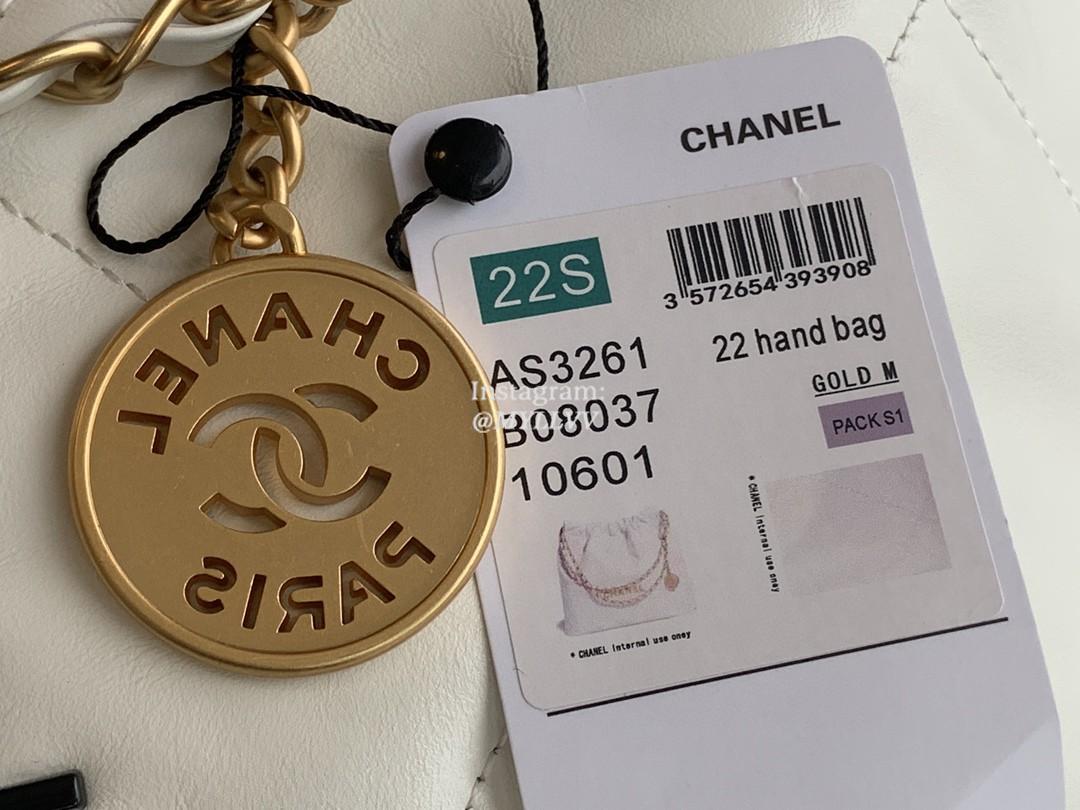 CHANEL
PARIS
CHANEL
22S
3 572654 393908
AS3261
B08037
10601
22 hand bag
GOLD M
PACK S1
* CHANEL Internal use oney
* CHANEL Internal use oney
Instagram: